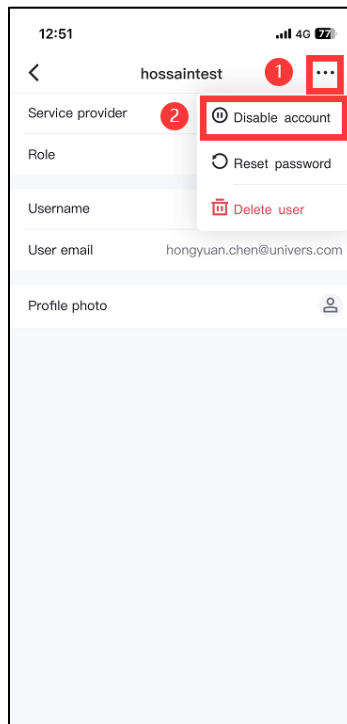 12:51
4G 77
hossaintest
1
Service provider
2
Disable account
Role
Reset password
Username
Delete user
User email
hongyuan.chen@univers.com
Profile photo